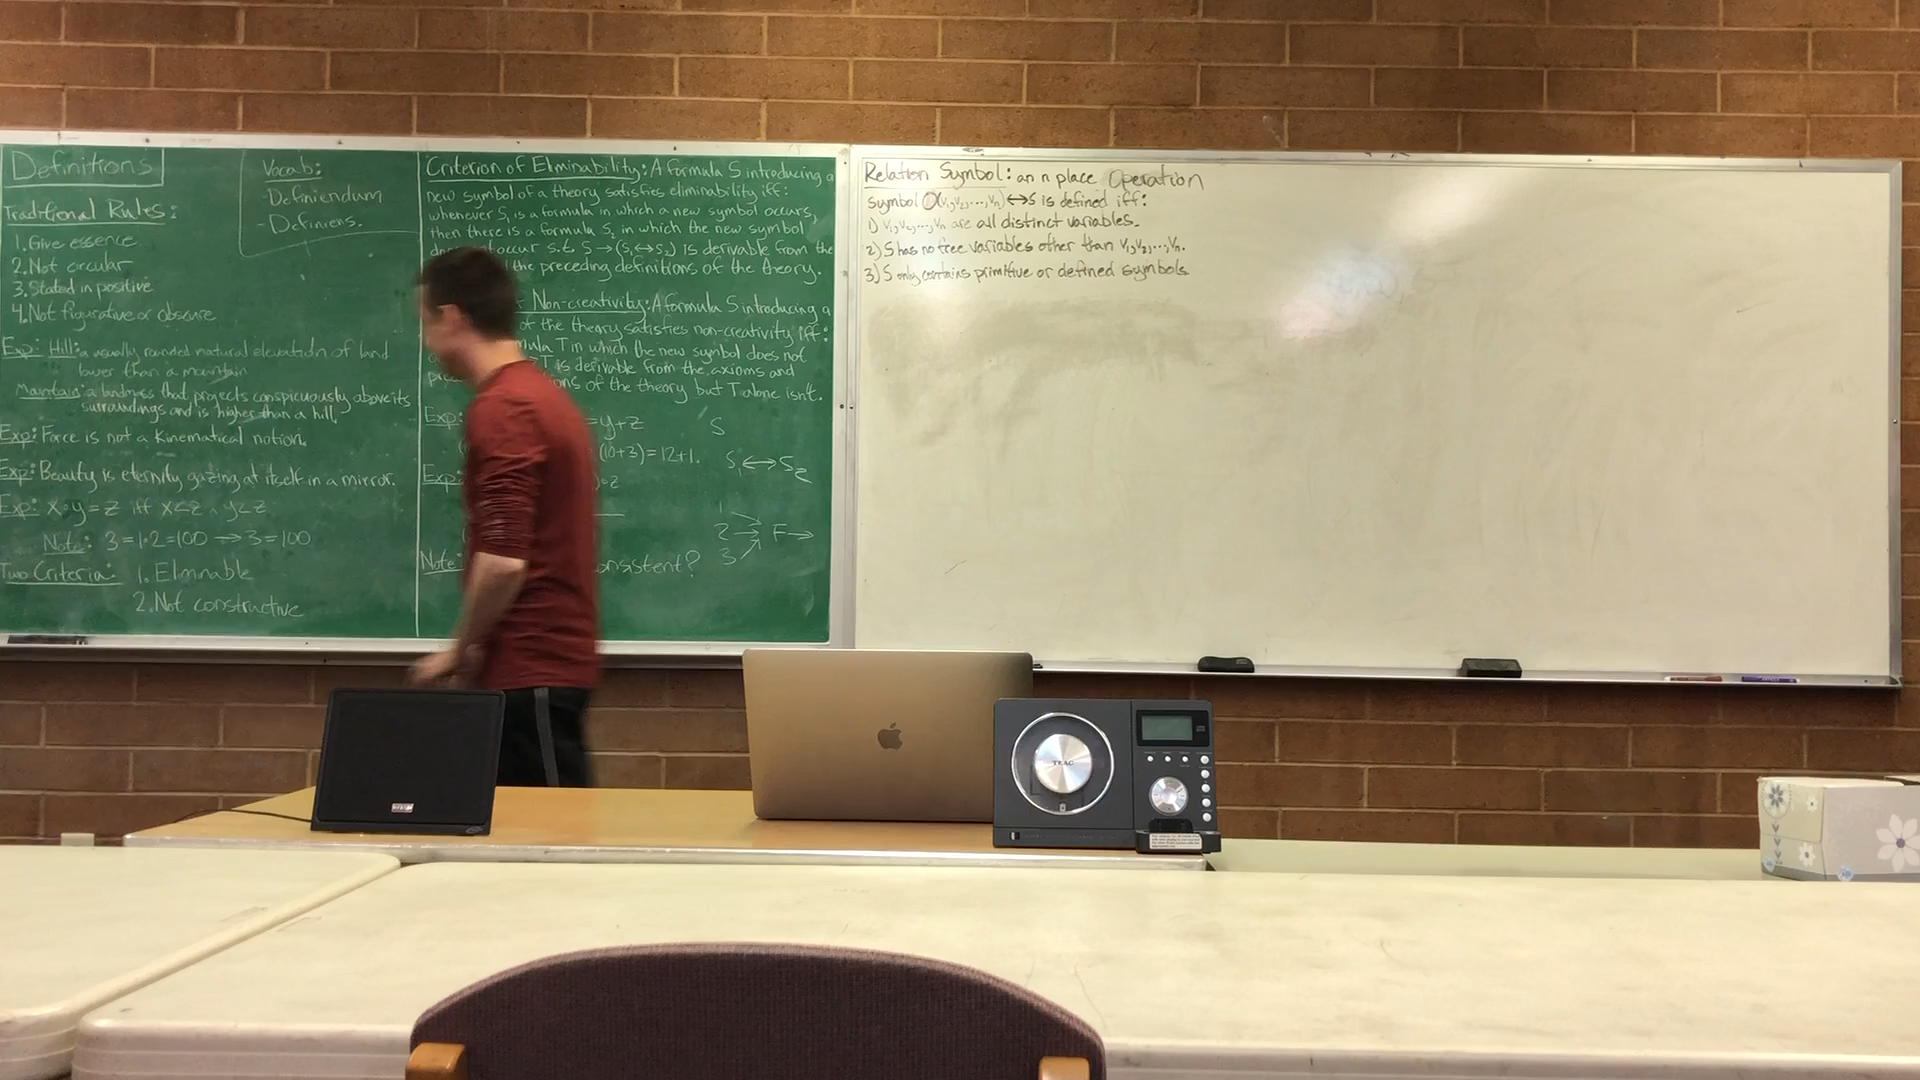 Definitions
Vocab:
-Definiendum
-Definiens.
Traditional Rules:
1. Give essence
2. Not circular
3. Stated in positive
4. Not figurative or obscure
Exp: Hill: a usually rounded natural elevation of land
lower than a mountain
Mountain: a landmass that projects conspicuously above its
surroundings and is higher than a hill.
Exp: Force is not a kinematical notion.
Exp: Beauty is eternity gazing at itself in a mirror.
Exp: x∘y=z iff x<z ∧ y<z
Note: 3=1∘2=100 → 3=100
Two Criteria: 1. Elminable
2. Not constructive
Criterion of Elminability: A formula S introducing a
new symbol of a theory satisfies eliminability iff:
whenever S₁ is a formula in which a new symbol occurs,
then there is a formula S₂ in which the new symbol
occur s.t. S → (S₁ ↔ S₂) is derivable from the
the preceding definitions of the theory.
Non-creativity: A formula S introducing a
of the theory satisfies non-creativity iff:
T in which the new symbol does not
T is derivable from the axioms and
of the theory but T alone isn't.
Exp: =y+z
(10+3)=12+1.
Exp: )=z
Note: onsistent?
S
S₁ ↔ S₂
1
2 → F →
3
Relation Symbol: an n place Operation
symbol O(v₁,v₂,...,vₙ) ↔ S is defined iff:
1) v₁,v₂,...,vₙ are all distinct variables.
2) S has no free variables other than v₁,v₂,...,vₙ.
3) S only contains primitive or defined symbols
TEAC